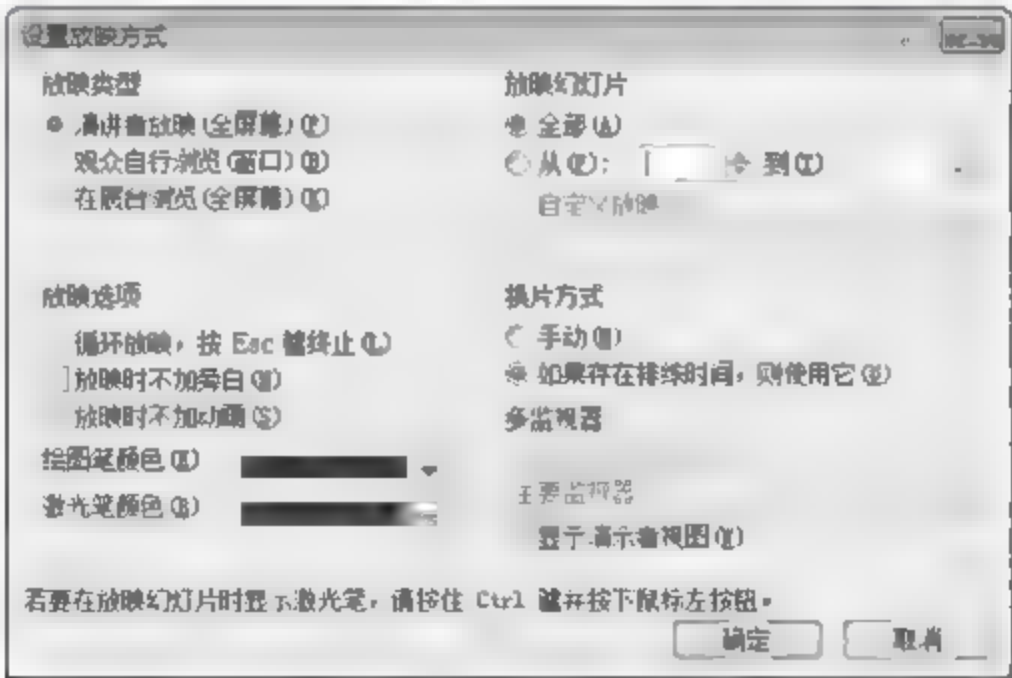 设置放映方式
放映类型
演讲者放映(全屏幕)(P)
观众自行浏览(窗口)(B)
在展台浏览(全屏幕)(K)
放映幻灯片
全部(A)
从(F): 到(T)
自定义放映
放映选项
循环放映,按 Esc 键终止(L)
放映时不加旁白(N)
放映时不加动画(S)
绘图笔颜色(E)
激光笔颜色(R)
换片方式
手动(M)
如果存在排练时间,则使用它(U)
多监视器
主要监视器
显示演示者视图(W)
若要在放映幻灯片时显示激光笔,请按住 Ctrl 键并按下鼠标左按钮。
确定 取消